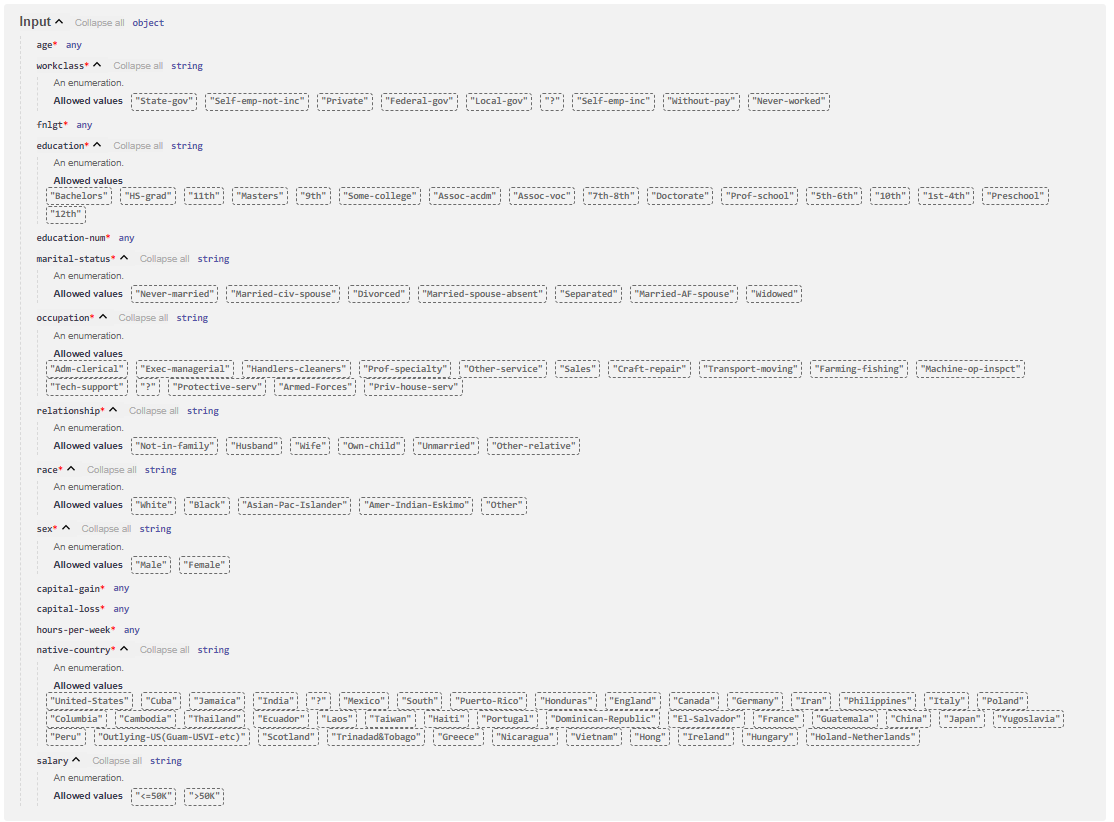 Input Collapse all object
age* any
workclass* Collapse all string
An enumeration.
Allowed values "State-gov" "Self-emp-not-inc" "Private" "Federal-gov" "Local-gov" "?" "Self-emp-inc" "Without-pay" "Never-worked"
fnlgt* any
education* Collapse all string
An enumeration.
Allowed values
"Bachelors" "HS-grad" "11th" "Masters" "9th" "Some-college" "Assoc-acdm" "Assoc-voc" "7th-8th" "Doctorate" "Prof-school" "5th-6th" "10th" "1st-4th" "Preschool"
"12th"
education-num* any
marital-status* Collapse all string
An enumeration.
Allowed values "Never-married" "Married-civ-spouse" "Divorced" "Married-spouse-absent" "Separated" "Married-AF-spouse" "Widowed"
occupation* Collapse all string
An enumeration.
Allowed values
"Adm-clerical" "Exec-managerial" "Handlers-cleaners" "Prof-specialty" "Other-service" "Sales" "Craft-repair" "Transport-moving" "Farming-fishing" "Machine-op-inspct"
"Tech-support" "?" "Protective-serv" "Armed-Forces" "Priv-house-serv"
relationship* Collapse all string
An enumeration.
Allowed values "Not-in-family" "Husband" "Wife" "Own-child" "Unmarried" "Other-relative"
race* Collapse all string
An enumeration.
Allowed values "White" "Black" "Asian-Pac-Islander" "Amer-Indian-Eskimo" "Other"
sex* Collapse all string
An enumeration.
Allowed values "Male" "Female"
capital-gain* any
capital-loss* any
hours-per-week* any
native-country* Collapse all string
An enumeration.
Allowed values
"United-States" "Cuba" "Jamaica" "India" "?" "Mexico" "South" "Puerto-Rico" "Honduras" "England" "Canada" "Germany" "Iran" "Philippines" "Italy" "Poland"
"Columbia" "Cambodia" "Thailand" "Ecuador" "Laos" "Taiwan" "Haiti" "Portugal" "Dominican-Republic" "El-Salvador" "France" "Guatemala" "China" "Japan" "Yugoslavia"
"Peru" "Outlying-US(Guam-USVI-etc)" "Scotland" "Trinadad&Tobago" "Greece" "Nicaragua" "Vietnam" "Hong" "Ireland" "Hungary" "Holand-Netherlands"
salary Collapse all string
An enumeration.
Allowed values "<=50K" ">50K"